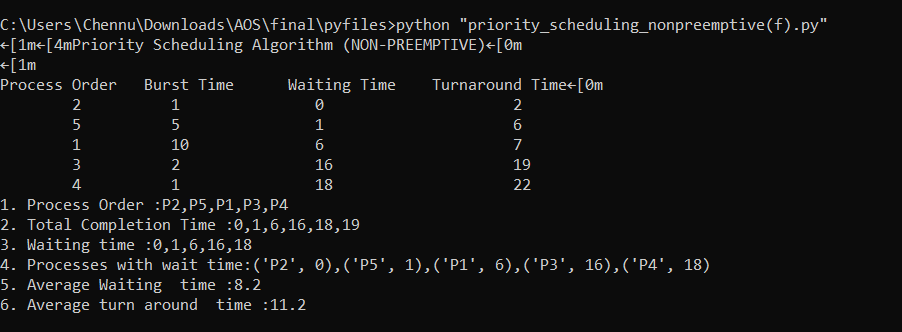 C:\Users\Chennu\Downloads\AOS\final\pyfiles>python "priority_scheduling_nonpreemptive(f).py"
←[1m←[4mPriority Scheduling Algorithm (NON-PREEMPTIVE)←[0m
←[1m
Process Order Burst Time Waiting Time Turnaround Time←[0m
2 1 0 2
5 5 1 6
1 10 6 7
3 2 16 19
4 1 18 22
1. Process Order :P2,P5,P1,P3,P4
2. Total Completion Time :0,1,6,16,18,19
3. Waiting time :0,1,6,16,18
4. Processes with wait time:('P2', 0),('P5', 1),('P1', 6),('P3', 16),('P4', 18)
5. Average Waiting  time :8.2
6. Average turn around  time :11.2